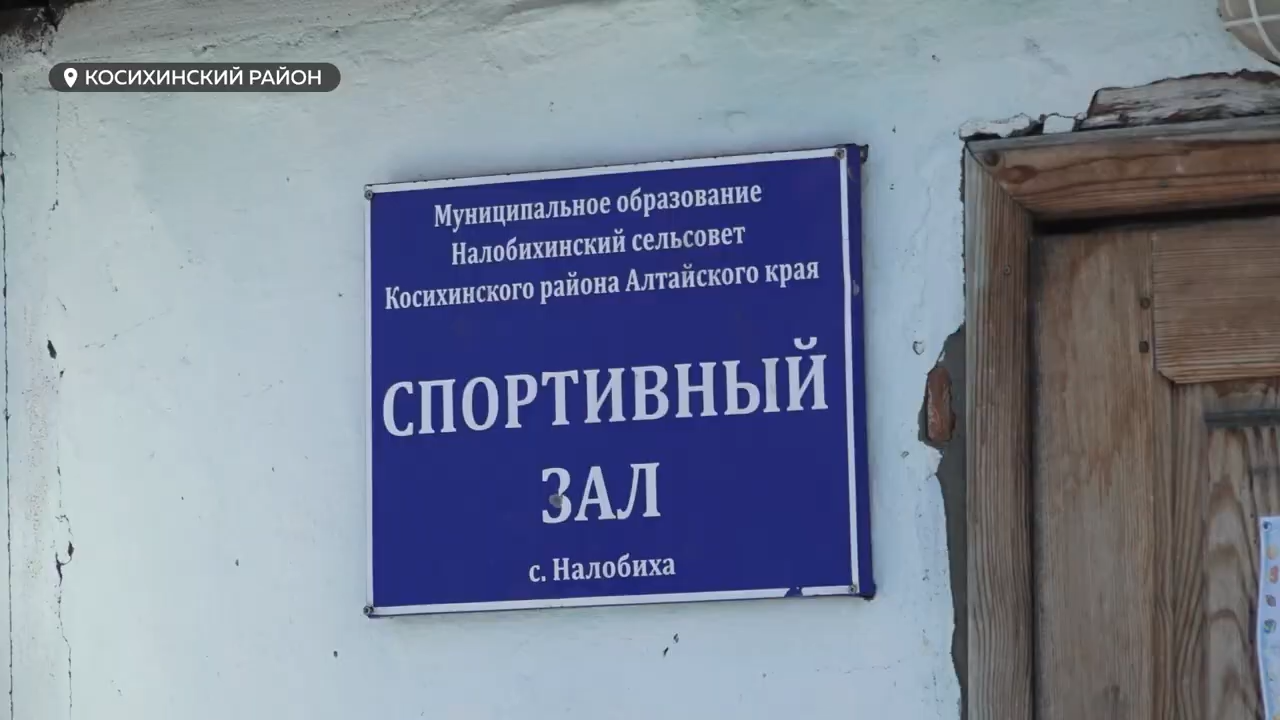 КОСИХИНСКИЙ РАЙОН
Муниципальное образование
Налобихинский сельсовет
Косихинского района Алтайского края
СПОРТИВНЫЙ
ЗАЛ
с. Налобиха